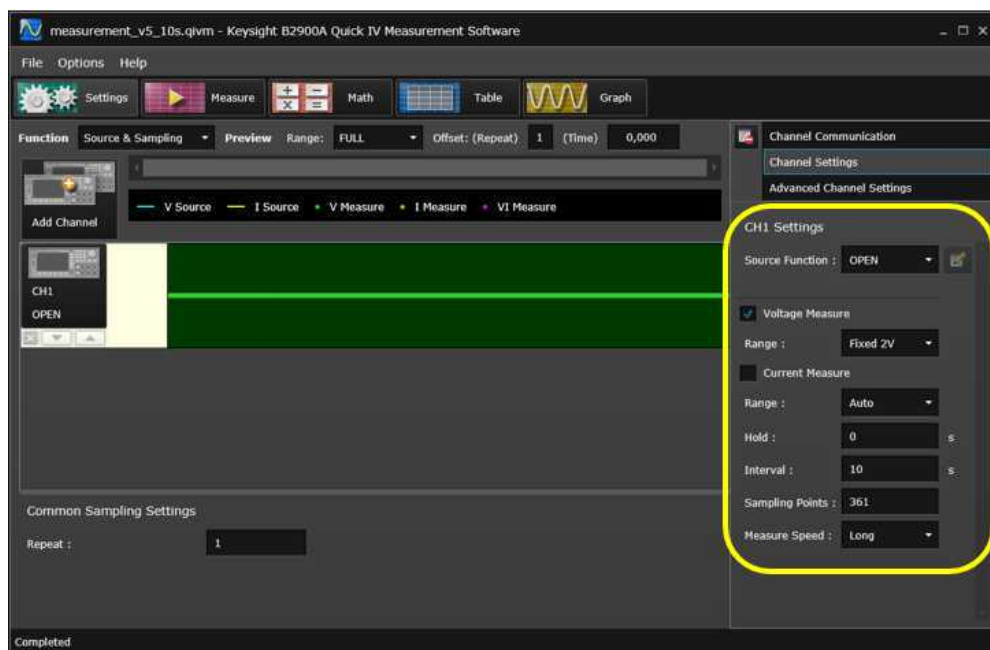 measurement_v5_10s.qivm - Keysight B2900A Quick IV Measurement Software
File Options Help
Settings Measure + - x = Math Table Graph
Function Source & Sampling Preview Range: FULL Offset: (Repeat) 1 (Time) 0,000
Add Channel
V Source I Source V Measure I Measure VI Measure
CH1
OPEN
Common Sampling Settings
Repeat : 1
Channel Communication
Channel Settings
Advanced Channel Settings
CH1 Settings
Source Function : OPEN
Voltage Measure
Range : Fixed 2V
Current Measure
Range : Auto
Hold : 0 s
Interval : 10 s
Sampling Points : 361
Measure Speed : Long
Completed